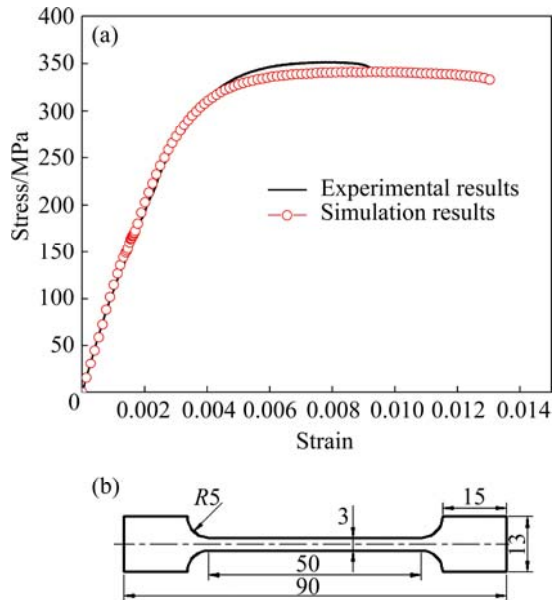 (a)
400
350
300
250
200
150
100
50
0
Stress/MPa
Experimental results
Simulation results
0.002 0.004 0.006 0.008 0.010 0.012 0.014
Strain
(b)
R5
3
15
13
50
90